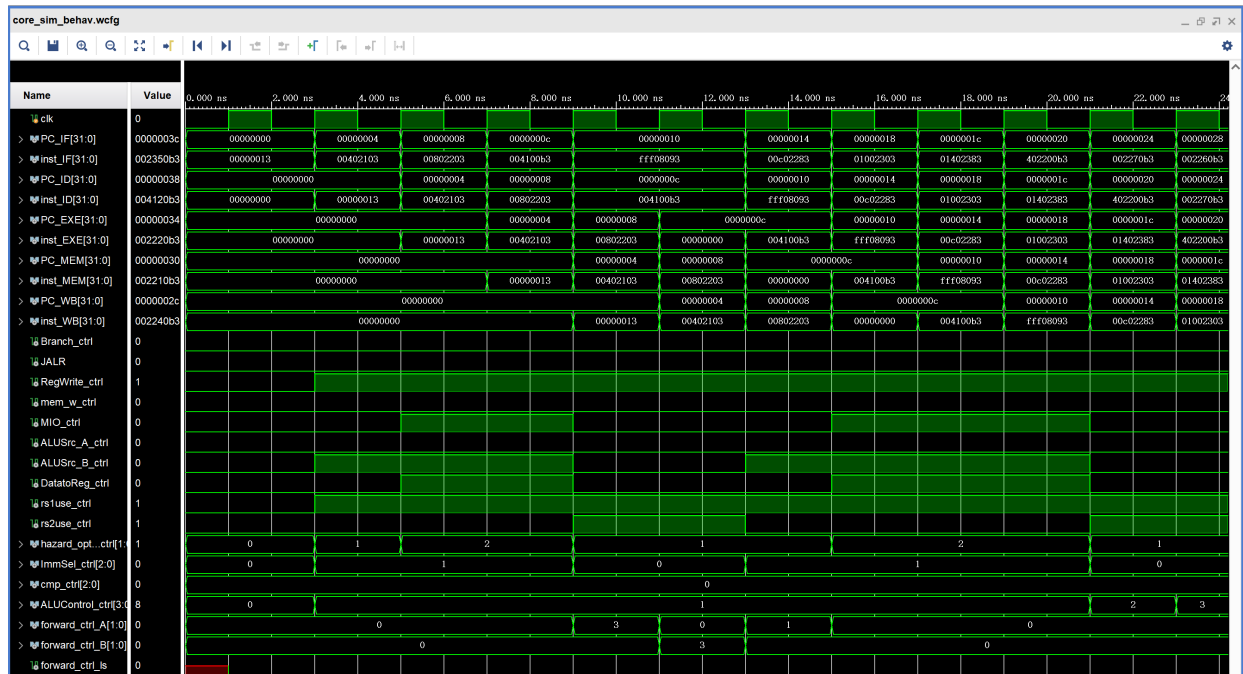 core_sim_behav.wcfg
Name Value 0.000 ns 2.000 ns 4.000 ns 6.000 ns 8.000 ns 10.000 ns 12.000 ns 14.000 ns 16.000 ns 18.000 ns 20.000 ns 22.000 ns 24
clk 0
PC_IF[31:0] 0000003c 00000000 00000004 00000008 0000000c 00000010 00000014 00000018 0000001c 00000020 00000024 00000028
inst_IF[31:0] 002350b3 00000013 00402103 00802203 004100b3 fff08093 00c02283 01002303 01402383 402200b3 002270b3 002260b3
PC_ID[31:0] 00000038 00000000 00000004 00000008 0000000c 00000010 00000014 00000018 0000001c 00000020 00000024
inst_ID[31:0] 004120b3 00000000 00000013 00402103 00802203 004100b3 fff08093 00c02283 01002303 01402383 402200b3 002270b3
PC_EXE[31:0] 00000034 00000000 00000004 00000008 0000000c 00000010 00000014 00000018 0000001c 00000020
inst_EXE[31:0] 002220b3 00000000 00000013 00402103 00802203 00000000 004100b3 fff08093 00c02283 01002303 01402383 402200b3
PC_MEM[31:0] 00000030 00000000 00000004 00000008 0000000c 00000010 00000014 00000018 0000001c
inst_MEM[31:0] 002210b3 00000000 00000013 00402103 00802203 00000000 004100b3 fff08093 00c02283 01002303 01402383
PC_WB[31:0] 0000002c 00000000 00000004 00000008 0000000c 00000010 00000014 00000018
inst_WB[31:0] 002240b3 00000000 00000013 00402103 00802203 00000000 004100b3 fff08093 00c02283 01002303
Branch_ctrl 0
JALR 0
RegWrite_ctrl 1
mem_w_ctrl 0
MIO_ctrl 0
ALUSrc_A_ctrl 0
ALUSrc_B_ctrl 0
DatatoReg_ctrl 0
rs1use_ctrl 1
rs2use_ctrl 1
hazard_opt...ctrl[1:0 1 0 1 2 1 2 1
ImmSel_ctrl[2:0] 0 0 1 0 1 0
cmp_ctrl[2:0] 0 0
ALUControl_ctrl[3:0 8 0 1 2 3
forward_ctrl_A[1:0] 0 0 3 0 1 0
forward_ctrl_B[1:0] 0 0 3 0
forward_ctrl_ls 0